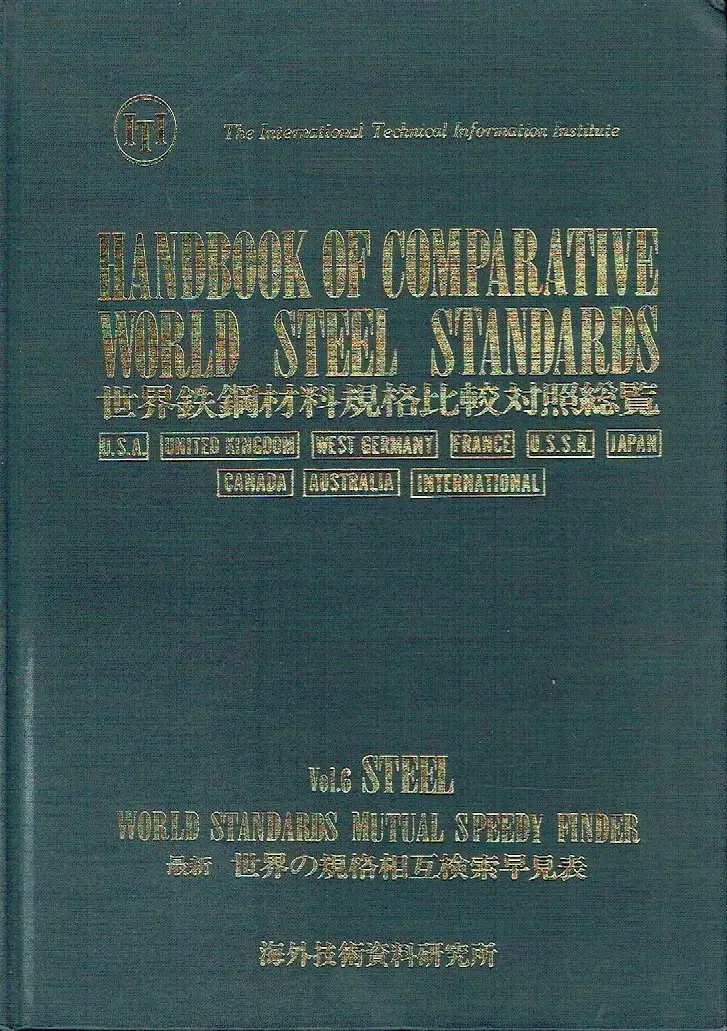 ITI
The International Technical Information Institute
HANDBOOK OF COMPARATIVE
WORLD STEEL STANDARDS
世界鉄鋼材料規格比較対照総覧
U.S.A. UNITED KINGDOM WEST GERMANY FRANCE U.S.S.R. JAPAN
CANADA AUSTRALIA INTERNATIONAL
Vol.6 STEEL
WORLD STANDARDS MUTUAL SPEEDY FINDER
最新 世界の規格相互検索早見表
海外技術資料研究所